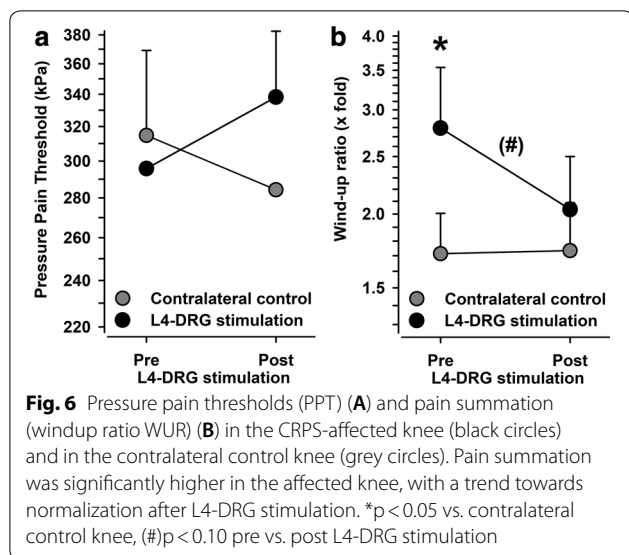 a
b
Pressure Pain Threshold (kPa)
380
360
340
320
300
280
260
240
220
Contralateral control
L4-DRG stimulation
Pre Post
L4-DRG stimulation
Wind-up ratio (x fold)
4.0
3.5
3.0
2.5
2.0
1.5
*
(#)
Contralateral control
L4-DRG stimulation
Pre Post
L4-DRG stimulation
Fig. 6 Pressure pain thresholds (PPT) (A) and pain summation
(windup ratio WUR) (B) in the CRPS-affected knee (black circles)
and in the contralateral control knee (grey circles). Pain summation
was significantly higher in the affected knee, with a trend towards
normalization after L4-DRG stimulation. *p < 0.05 vs. contralateral
control knee, (#)p < 0.10 pre vs. post L4-DRG stimulation